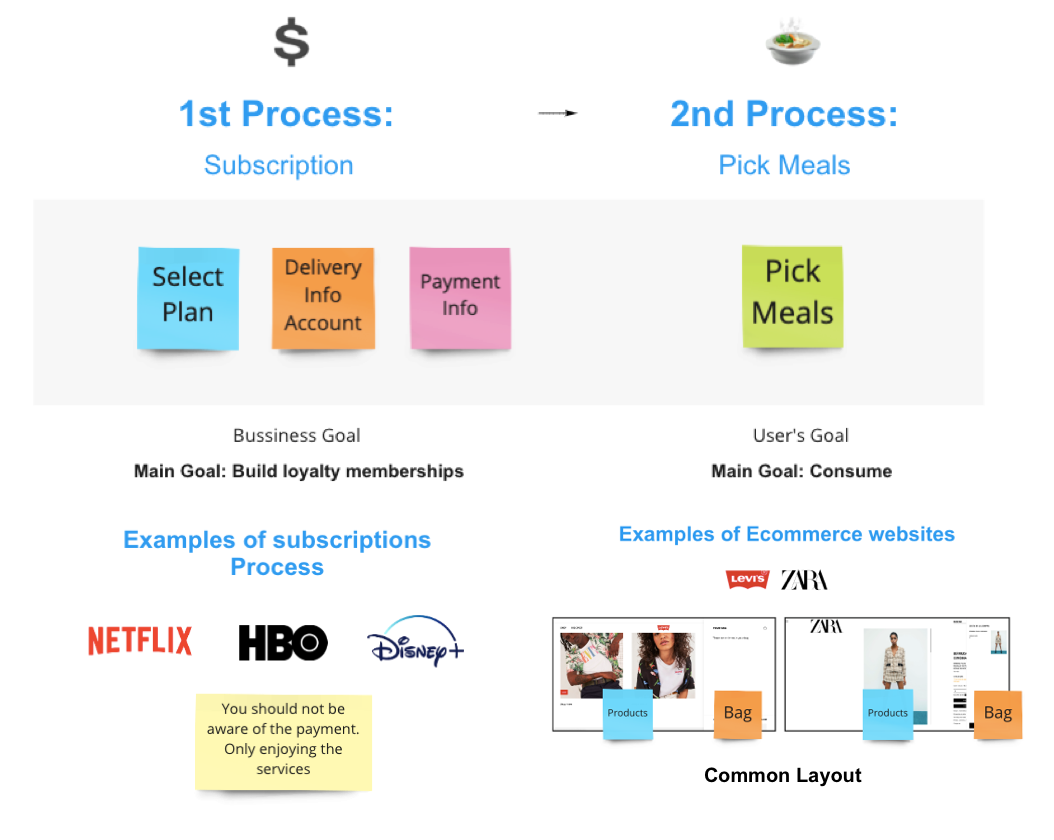 $
1st Process:
Subscription
2nd Process:
Pick Meals
Select
Plan
Delivery
Info
Account
Payment
Info
Pick
Meals
Bussiness Goal
Main Goal: Build loyalty memberships
User's Goal
Main Goal: Consume
Examples of subscriptions
Process
NETFLIX
HBO
Disney+
You should not be
aware of the payment.
Only enjoying the
services
Examples of Ecommerce websites
Levi's
ZARA
Levi's
Products
Bag
ZARA
Products
Bag
Common Layout